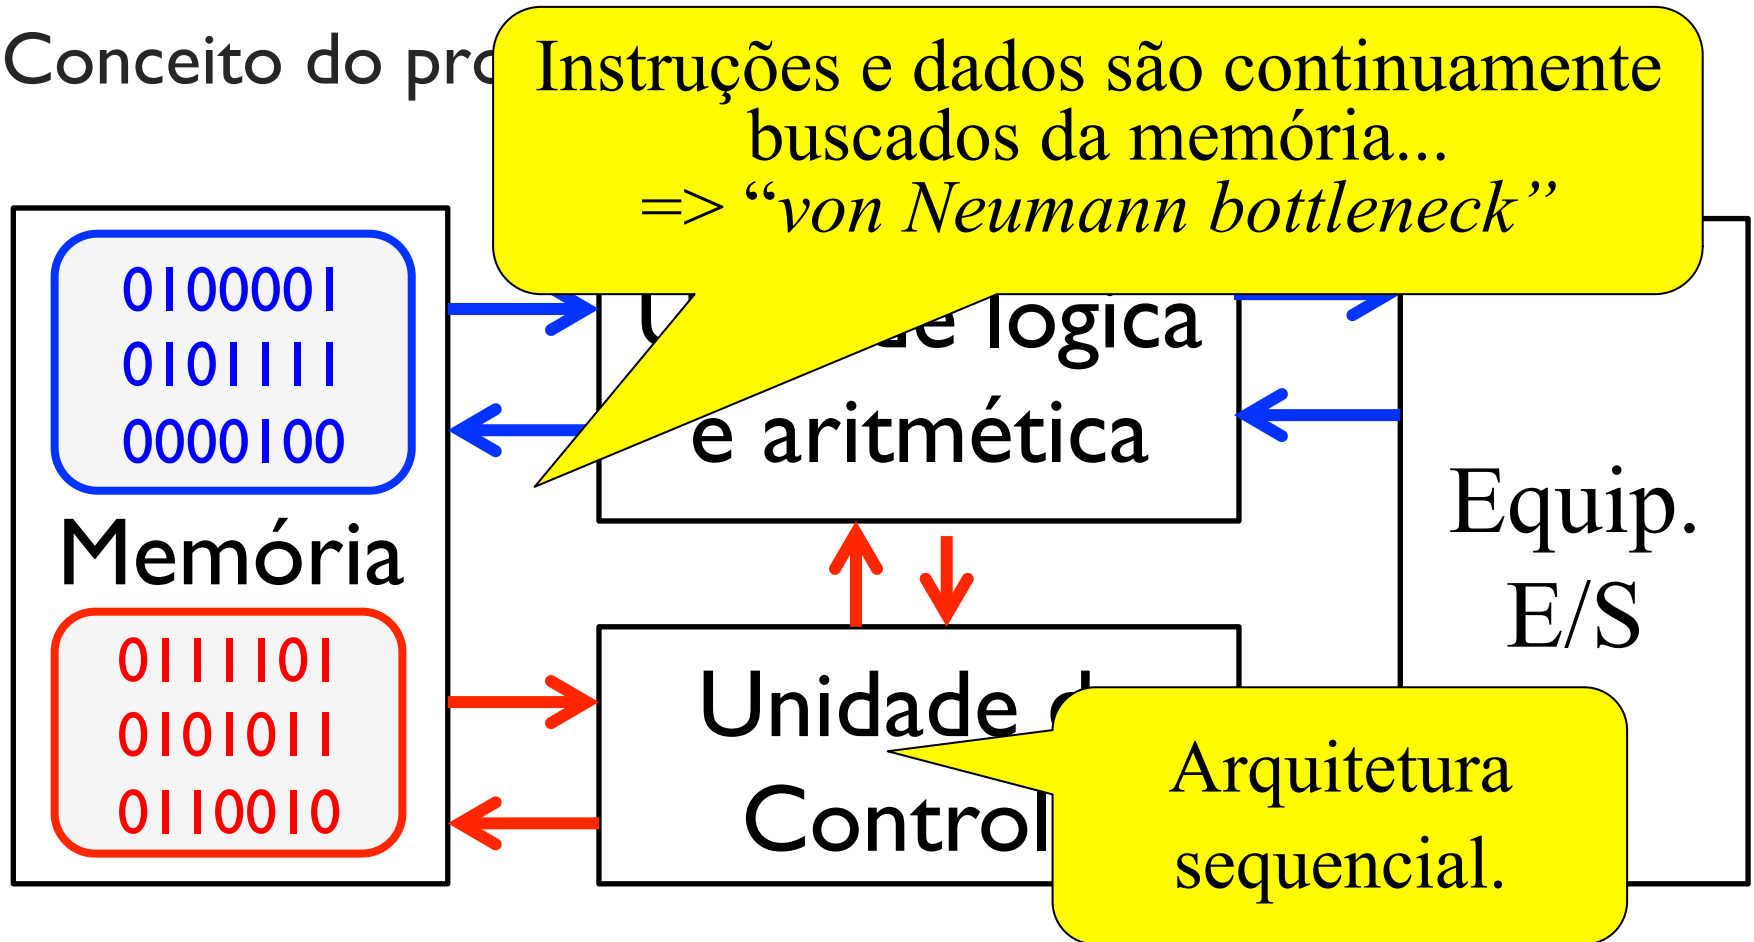 Conceito do
Instruções e dados são continuamente
buscados da memória...
=> “von Neumann bottleneck”
0100001
0101111
0000100
Memória
0111101
0101011
0110010
lógica
e aritmética
Unidade
Control
Equip.
E/S
Arquitetura
sequencial.